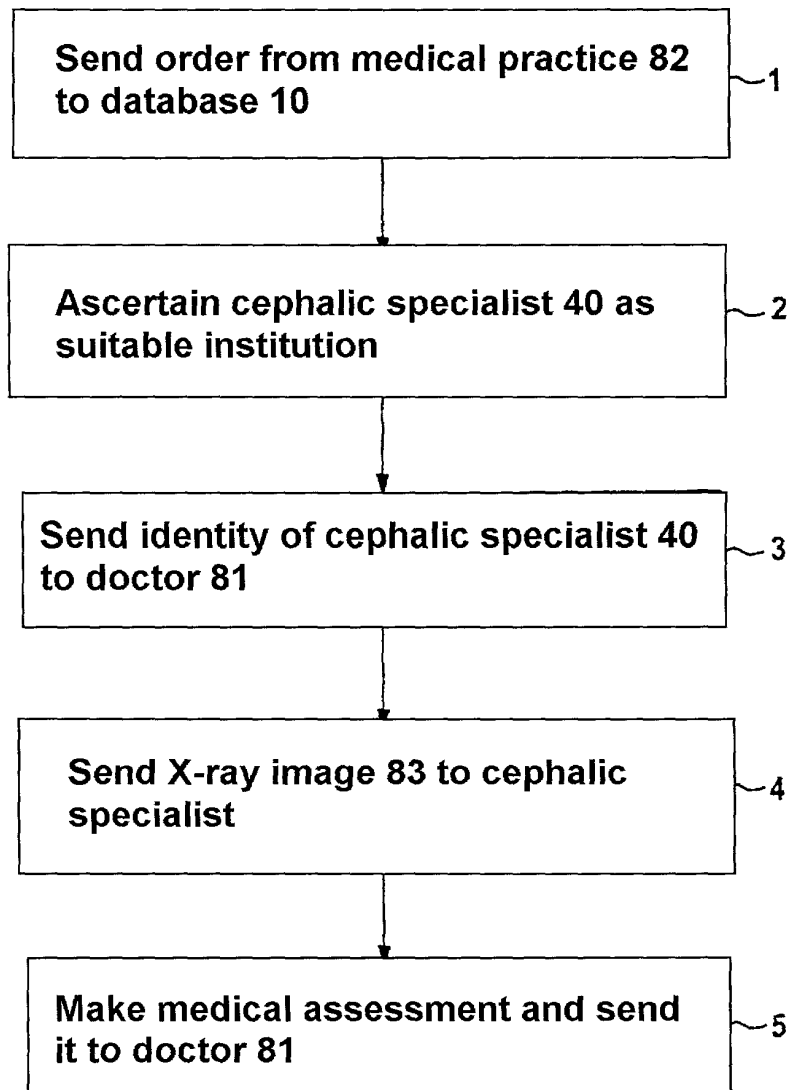 Send order from medical practice 82
to database 10
1
Ascertain cephalic specialist 40 as
suitable institution
2
Send identity of cephalic specialist 40
to doctor 81
3
Send X-ray image 83 to cephalic
specialist
4
Make medical assessment and send
it to doctor 81
5